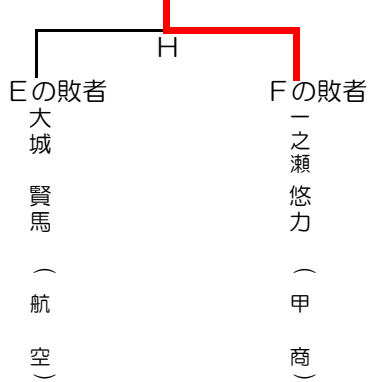 H
Eの敗者
Fの敗者
大城 賢馬 （航空）
一之瀬 悠力 （甲商）